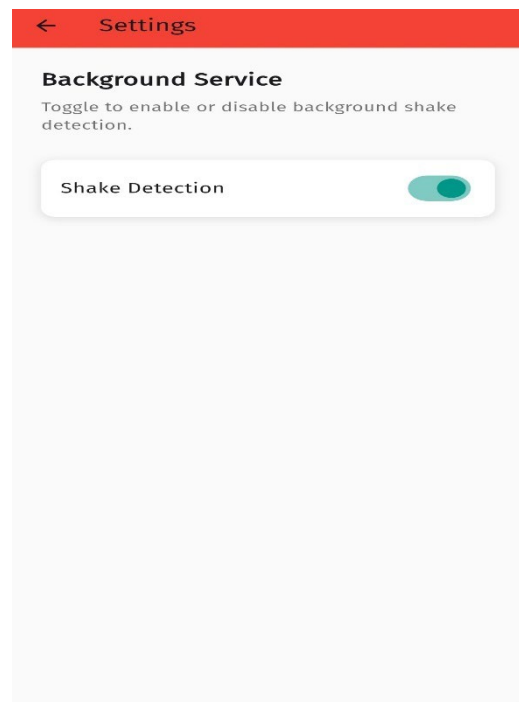 Settings
Background Service
Toggle to enable or disable background shake
detection.
Shake Detection